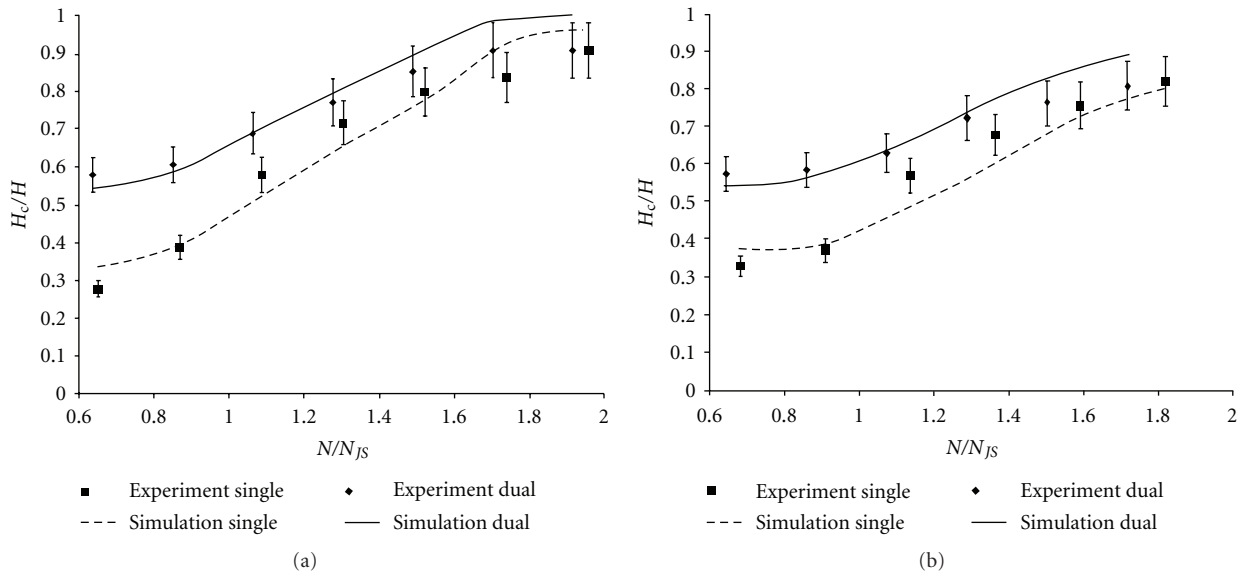 1
0.9
0.8
0.7
0.6
0.5
0.4
0.3
0.2
0.1
0
H_c/H
0.6 0.8 1 1.2 1.4 1.6 1.8 2
N/N_JS
Experiment single
Experiment dual
Simulation single
Simulation dual
(a)
1
0.9
0.8
0.7
0.6
0.5
0.4
0.3
0.2
0.1
0
H_c/H
0.6 0.8 1 1.2 1.4 1.6 1.8 2
N/N_JS
Experiment single
Experiment dual
Simulation single
Simulation dual
(b)